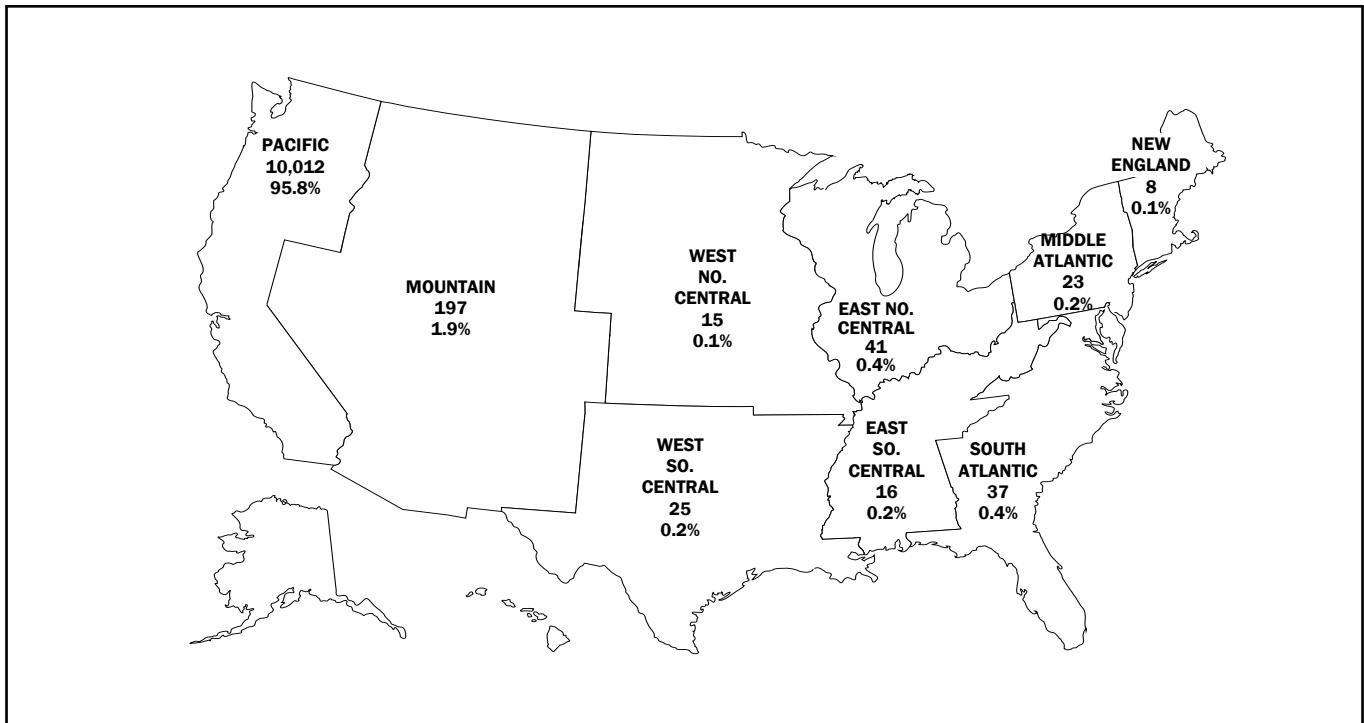 PACIFIC
10,012
95.8%
MOUNTAIN
197
1.9%
WEST
NO.
CENTRAL
15
0.1%
EAST NO.
CENTRAL
41
0.4%
NEW
ENGLAND
8
0.1%
MIDDLE
ATLANTIC
23
0.2%
WEST
SO.
CENTRAL
25
0.2%
EAST
SO.
CENTRAL
16
0.2%
SOUTH
ATLANTIC
37
0.4%